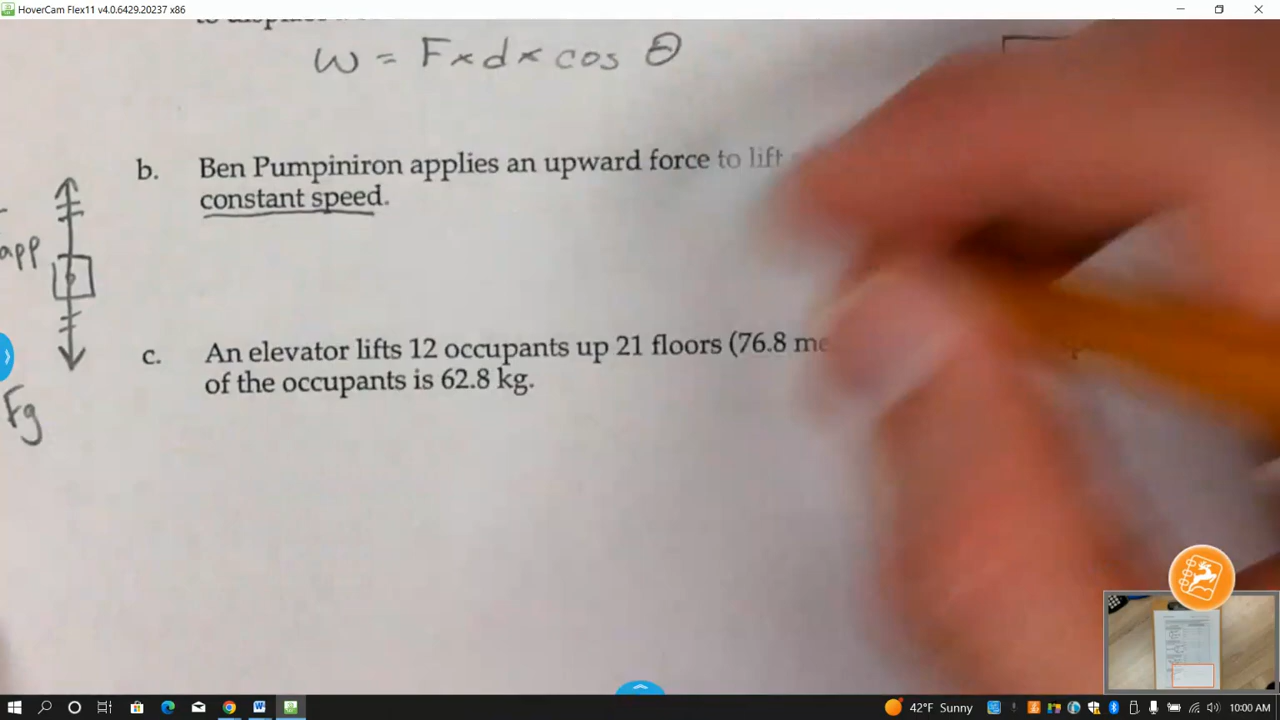 HoverCam Flex11 v4.0.6429.20237 x86
W = F x d x cos Θ
b. Ben Pumpiniron applies an upward force to lift
constant speed.
app
c. An elevator lifts 12 occupants up 21 floors (76.8
of the occupants is 62.8 kg.
Fg
42°F Sunny
10:00 AM